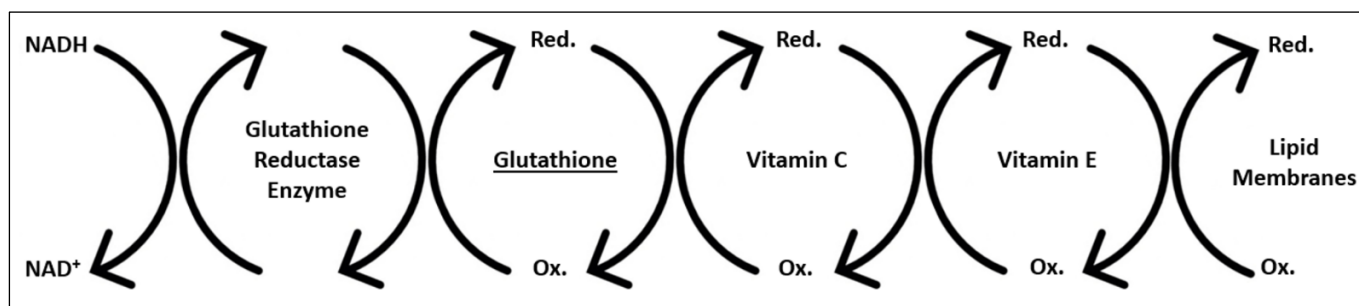 NADH
Red.
Red.
Red.
Red.
Glutathione
Reductase
Enzyme
Glutathione
Vitamin C
Vitamin E
Lipid
Membranes
NAD⁺
Ox.
Ox.
Ox.
Ox.